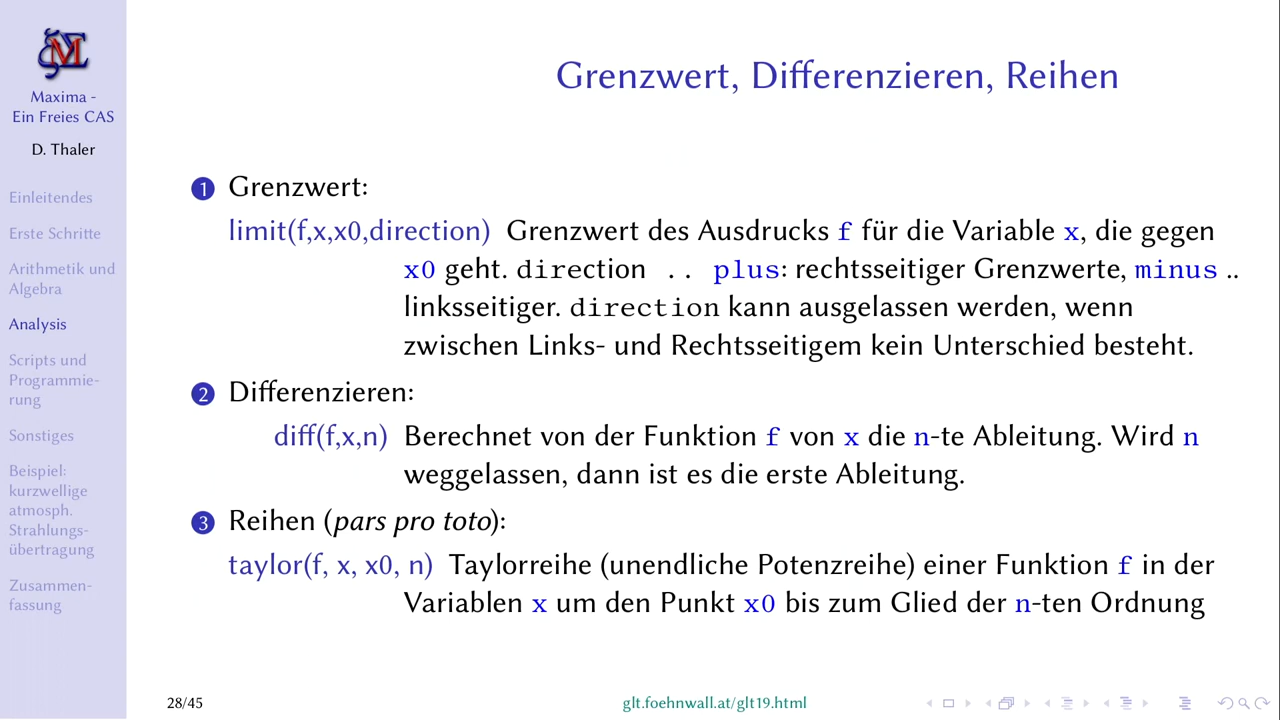 Maxima -
Ein Freies CAS
D. Thaler
Einleitendes
Erste Schritte
Arithmetik und
Algebra
Analysis
Scripts und
Programmie-
rung
Sonstiges
Beispiel:
kurzwellige
atmosph.
Strahlungs-
übertragung
Zusammen-
fassung
Grenzwert, Differenzieren, Reihen
1 Grenzwert:
limit(f,x,x0,direction) Grenzwert des Ausdrucks f für die Variable x, die gegen
x0 geht. direction .. plus: rechtsseitiger Grenzwerte, minus ..
linksseitiger. direction kann ausgelassen werden, wenn
zwischen Links- und Rechtsseitigem kein Unterschied besteht.
2 Differenzieren:
diff(f,x,n) Berechnet von der Funktion f von x die n-te Ableitung. Wird n
weggelassen, dann ist es die erste Ableitung.
3 Reihen (pars pro toto):
taylor(f, x, x0, n) Taylorreihe (unendliche Potenzreihe) einer Funktion f in der
Variablen x um den Punkt x0 bis zum Glied der n-ten Ordnung
28/45
glt.foehnwall.at/glt19.html